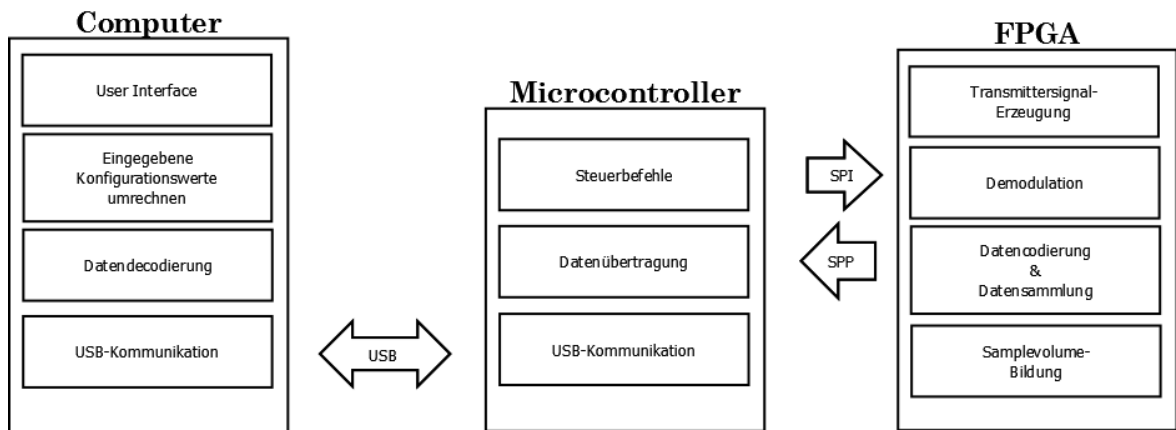 Computer
User Interface
Eingegebene
Konfigurationswerte
umrechnen
Datendecodierung
USB-Kommunikation
USB
Microcontroller
Steuerbefehle
Datenübertragung
USB-Kommunikation
SPI
SPP
FPGA
Transmittersignal-
Erzeugung
Demodulation
Datencodierung
&
Datensammlung
Samplevolume-
Bildung